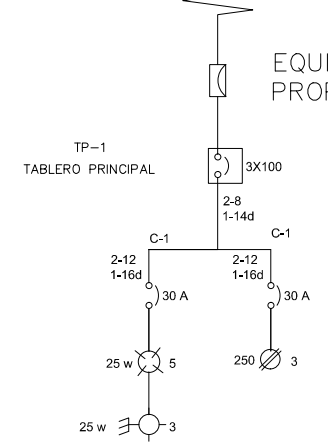 EQUI
PROP
TP-1
TABLERO PRINCIPAL
3X100
2-8
1-14d
C-1
C-1
2-12
1-16d
2-12
1-16d
30 A
30 A
25 w
5
250
3
25 w
3